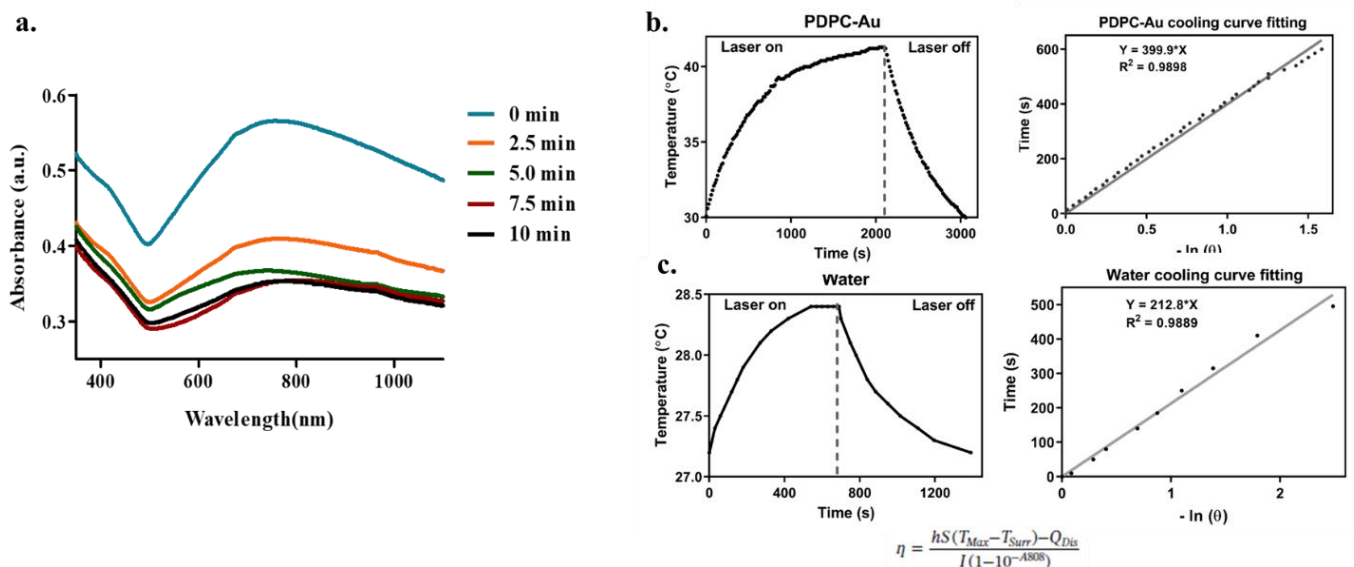 a.
0.6
0.5
0.4
0.3
Absorbance (a.u.)
400 600 800 1000
Wavelength(nm)
0 min
2.5 min
5.0 min
7.5 min
10 min
b.
PDPC-Au
Laser on
Laser off
40
35
30
Temperature (°C)
0 1000 2000 3000
Time (s)
PDPC-Au cooling curve fitting
Y = 399.9*X
R² = 0.9898
600
400
200
0
Time (s)
0.0 0.5 1.0 1.5
- ln (θ)
c.
Water
Laser on
Laser off
28.5
28.0
27.5
27.0
Temperature (°C)
0 400 800 1200
Time (s)
Water cooling curve fitting
Y = 212.8*X
R² = 0.9889
500
400
300
200
100
0
Time (s)
0 1 2
- ln (θ)
η = hS(T_Max−T_Surr)−Q_Dis
I(1−10^−A808)